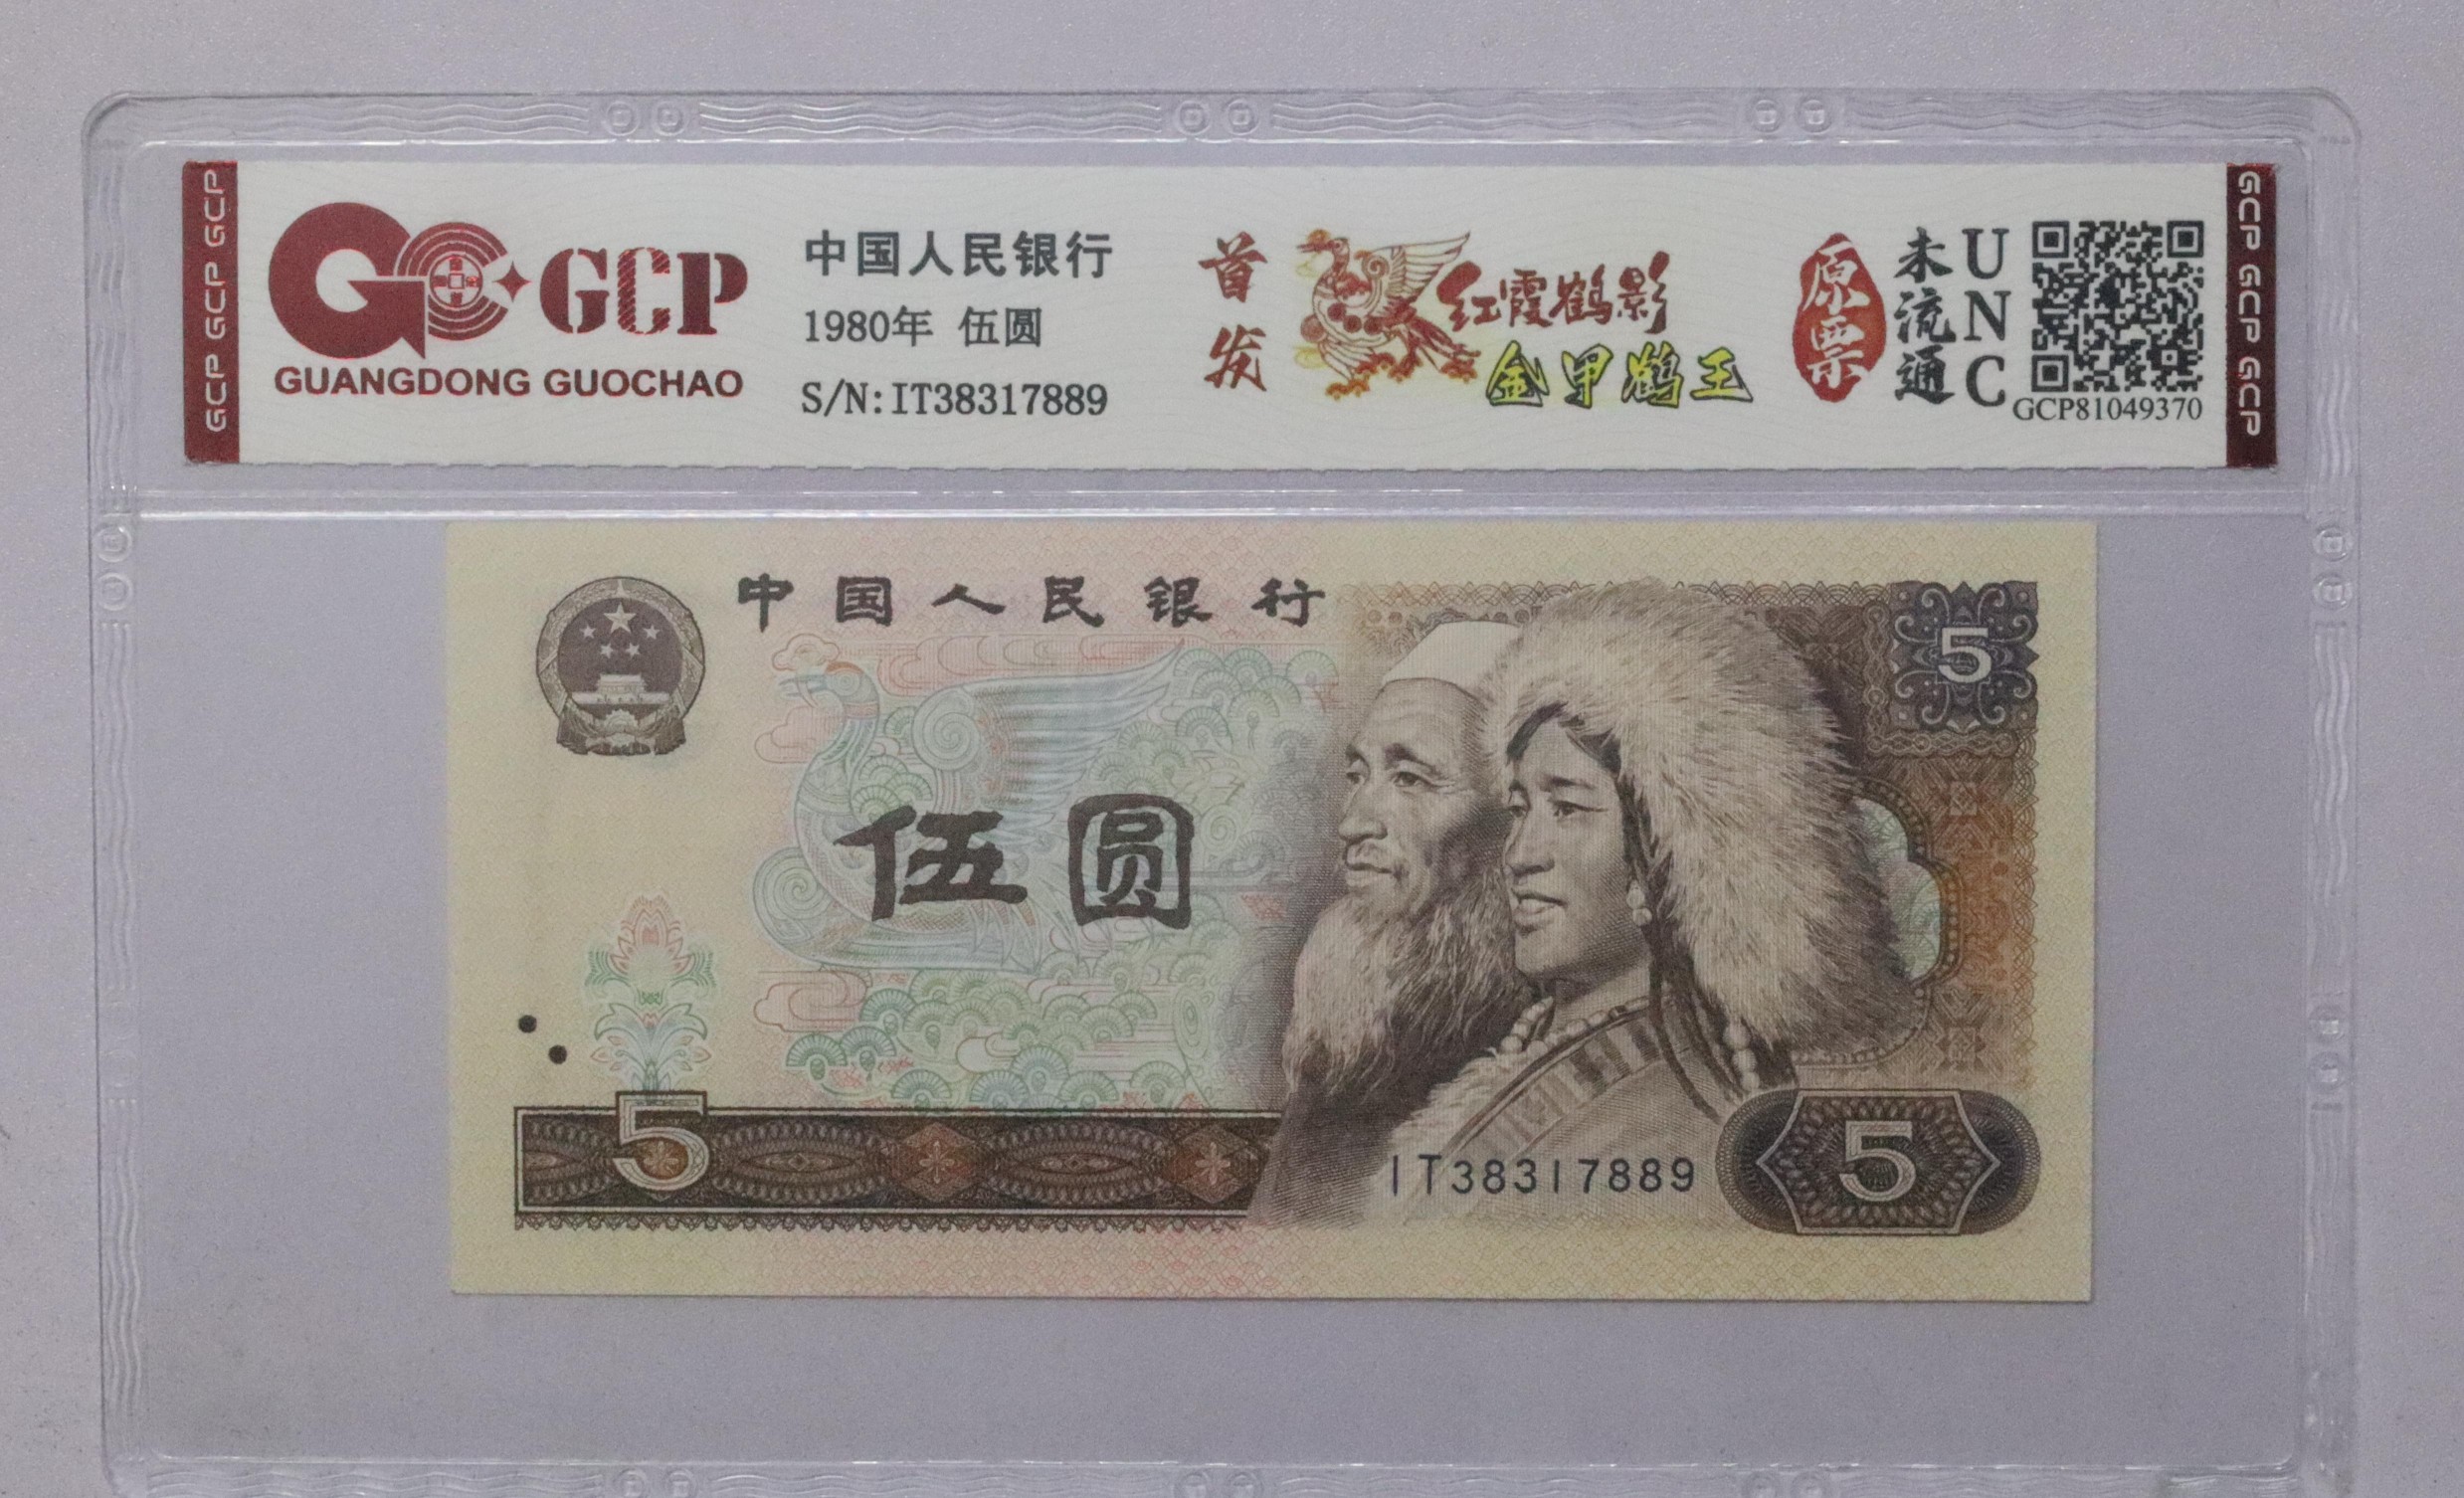 GCP GCP GCP
GCP
GUANGDONG GUOCHAO
中国人民银行
1980年 伍圆
S/N:IT38317889
首发
红霞鹤影
金甲鹤王
原票
未流通
UNC
GCP81049370
GCP GCP GCP
中国人民银行
5
伍圆
5
IT38317889
5